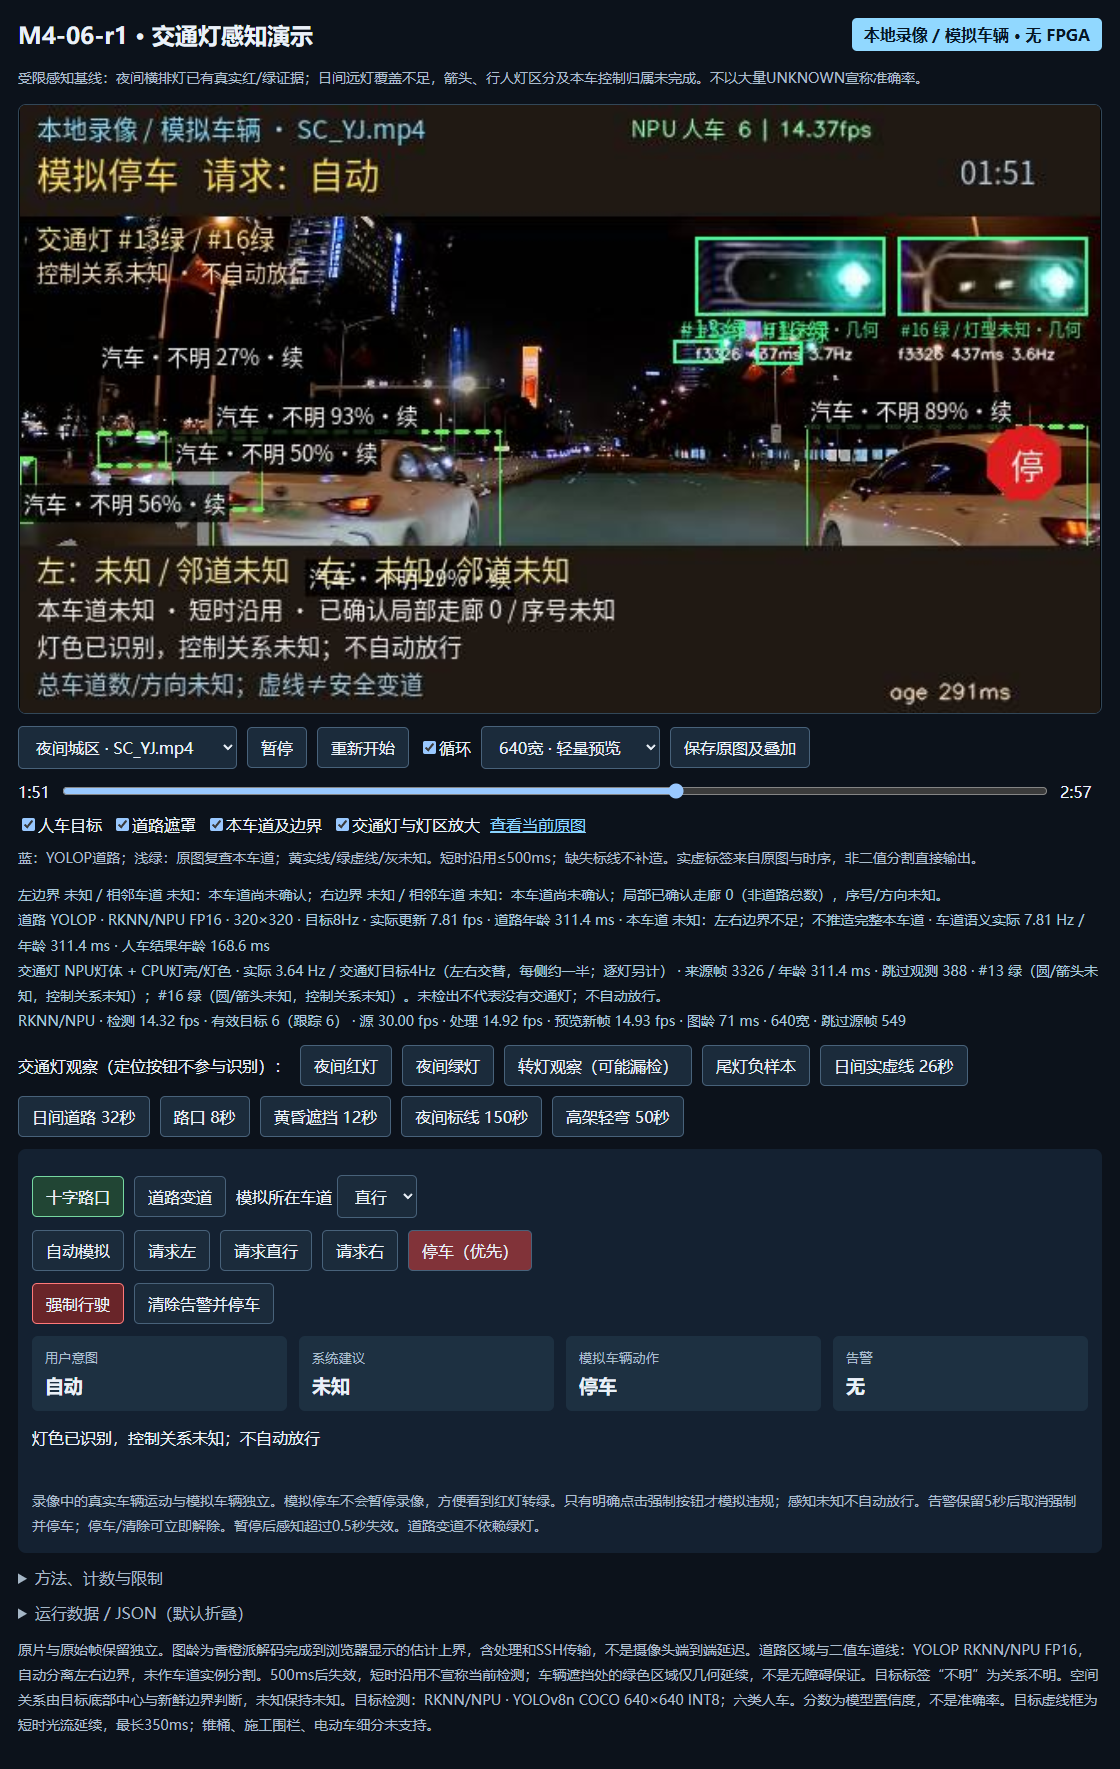 M4-06-r1 • 交通灯感知演示
本地录像 / 模拟车辆 • 无 FPGA
受限感知基线：夜间横排灯已有真实红/绿证据；日间远灯覆盖不足，箭头、行人灯区分及本车控制归属未完成。不以大量UNKNOWN宣称准确率。
本地录像 / 模拟车辆 · SC_YJ.mp4
NPU 人车 6 | 14.37fps
模拟停车 请求：自动
01:51
交通灯 #13绿 / #16绿
控制关系未知 · 不自动放行
#13 绿 / 灯型未知 · 几何
#16 绿 / 灯型未知 · 几何
f3326 437ms 3.7Hz
f3326 437ms 3.6Hz
汽车 · 不明 27% · 续
汽车 · 不明 93% · 续
汽车 · 不明 89% · 续
汽车 · 不明 50% · 续
停
汽车 · 不明 56% · 续
左：未知 / 邻道未知 右：未知 / 邻道未知
汽车 · 不明 29% · 续
本车道未知 · 短时沿用 · 已确认局部走廊 0 / 序号未知
灯色已识别，控制关系未知；不自动放行
总车道数/方向未知；虚线≠安全变道
age 291ms
夜间城区 · SC_YJ.mp4
暂停
重新开始
循环
640宽 · 轻量预览
保存原图及叠加
1:51
2:57
人车目标 道路遮罩 本车道及边界 交通灯与灯区放大 查看当前原图
蓝：YOLOP道路；浅绿：原图复查本车道；黄实线/绿虚线/灰未知。短时沿用≤500ms；缺失标线不补造。实虚标签来自原图与时序，非二值分割直接输出。
左边界 未知 / 相邻车道 未知：本车道尚未确认；右边界 未知 / 相邻车道 未知：本车道尚未确认；局部已确认走廊 0（非道路总数），序号/方向未知。
道路 YOLOP · RKNN/NPU FP16 · 320×320 · 目标8Hz · 实际更新 7.81 fps · 道路年龄 311.4 ms · 本车道 未知：左右边界不足；不推造完整本车道 · 车道语义实际 7.81 Hz /
年龄 311.4 ms · 人车结果年龄 168.6 ms
交通灯 NPU灯体 + CPU灯壳/灯色 · 实际 3.64 Hz / 交通灯目标4Hz（左右交替，每侧约一半；逐灯另计） · 来源帧 3326 / 年龄 311.4 ms · 跳过观测 388 · #13 绿（圆/箭头未
知，控制关系未知）；#16 绿（圆/箭头未知，控制关系未知）。未检出不代表没有交通灯；不自动放行。
RKNN/NPU · 检测 14.32 fps · 有效目标 6（跟踪 6） · 源 30.00 fps · 处理 14.92 fps · 预览新帧 14.93 fps · 图龄 71 ms · 640宽 · 跳过源帧 549
交通灯观察（定位按钮不参与识别）：
夜间红灯
夜间绿灯
转灯观察（可能漏检）
尾灯负样本
日间实虚线 26秒
日间道路 32秒
路口 8秒
黄昏遮挡 12秒
夜间标线 150秒
高架轻弯 50秒
十字路口
道路变道
模拟所在车道
直行
自动模拟
请求左
请求直行
请求右
停车（优先）
强制行驶
清除告警并停车
用户意图
自动
系统建议
未知
模拟车辆动作
停车
告警
无
灯色已识别，控制关系未知；不自动放行
录像中的真实车辆运动与模拟车辆独立。模拟停车不会暂停录像，方便看到红灯转绿。只有明确点击强制按钮才模拟违规；感知未知不自动放行。告警保留5秒后取消强制
并停车；停车/清除可立即解除。暂停后感知超过0.5秒失效。道路变道不依赖绿灯。
方法、计数与限制
运行数据 / JSON（默认折叠）
原片与原始帧保留独立。图龄为香橙派解码完成到浏览器显示的估计上界，含处理和SSH传输，不是摄像头端到端延迟。道路区域与二值车道线：YOLOP RKNN/NPU FP16，
自动分离左右边界，未作车道实例分割。500ms后失效，短时沿用不宣称当前检测；车辆遮挡处的绿色区域仅几何延续，不是无障碍保证。目标标签“不明”为关系不明。空间
关系由目标底部中心与新鲜边界判断，未知保持未知。目标检测：RKNN/NPU · YOLOv8n COCO 640×640 INT8；六类人车。分数为模型置信度，不是准确率。目标虚线框为
短时光流延续，最长350ms；锥桶、施工围栏、电动车细分未支持。